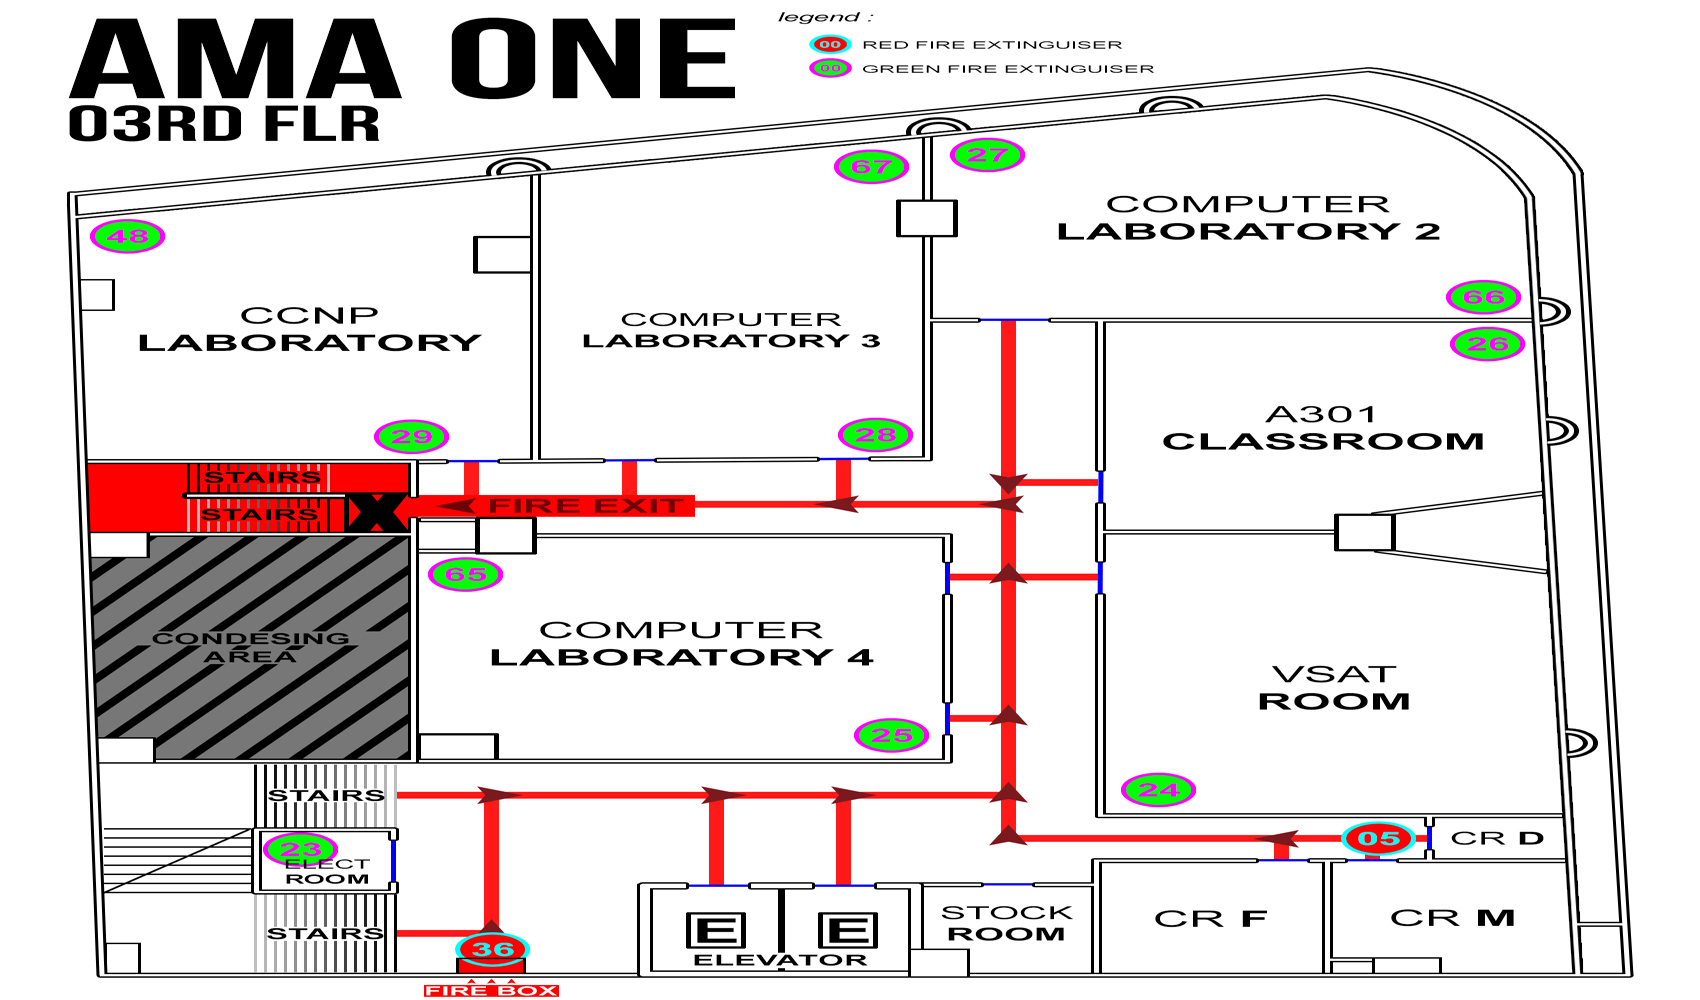 AMA ONE
03RD FLR
legend :
00 RED FIRE EXTINGUISER
00 GREEN FIRE EXTINGUISER
67
27
48
COMPUTER
LABORATORY 2
66
CCNP
LABORATORY
COMPUTER
LABORATORY 3
26
A301
CLASSROOM
29
28
STAIRS
STAIRS
X
FIRE EXIT
65
CONDESING
AREA
COMPUTER
LABORATORY 4
VSAT
ROOM
25
24
STAIRS
23
ELECT
ROOM
05
CR D
STAIRS
36
FIRE BOX
E
E
ELEVATOR
STOCK
ROOM
CR F
CR M